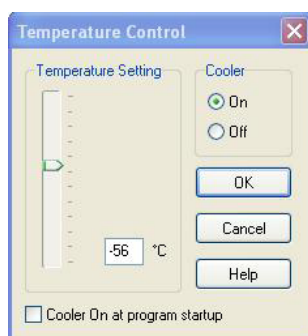 Temperature Control
Temperature Setting
-56 °C
Cooler
On
Off
OK
Cancel
Help
Cooler On at program startup